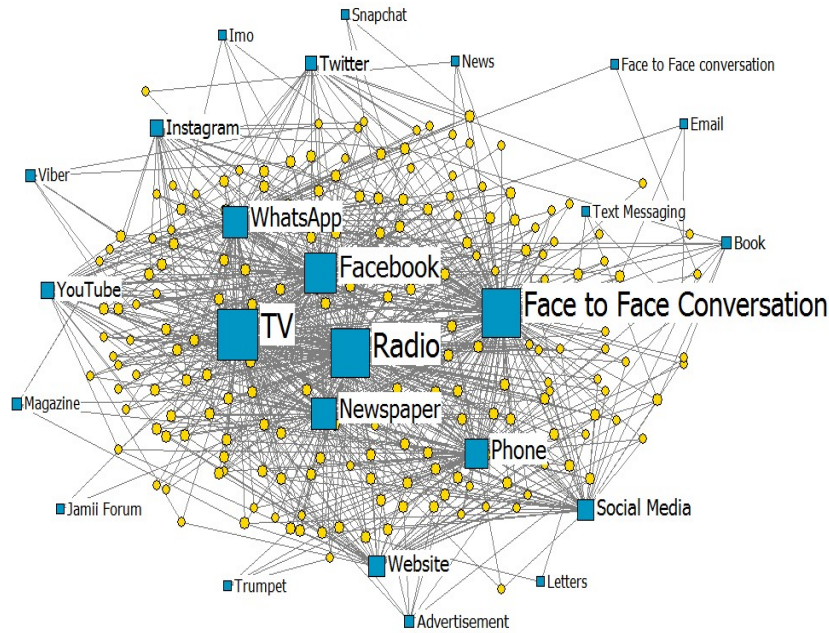 Snapchat
Imo
Twitter
News
Face to Face conversation
Instagram
Email
Viber
WhatsApp
Text Messaging
Book
Facebook
YouTube
Face to Face Conversation
TV
Radio
Magazine
Newspaper
Phone
Jamii Forum
Social Media
Website
Trumpet
Letters
Advertisement